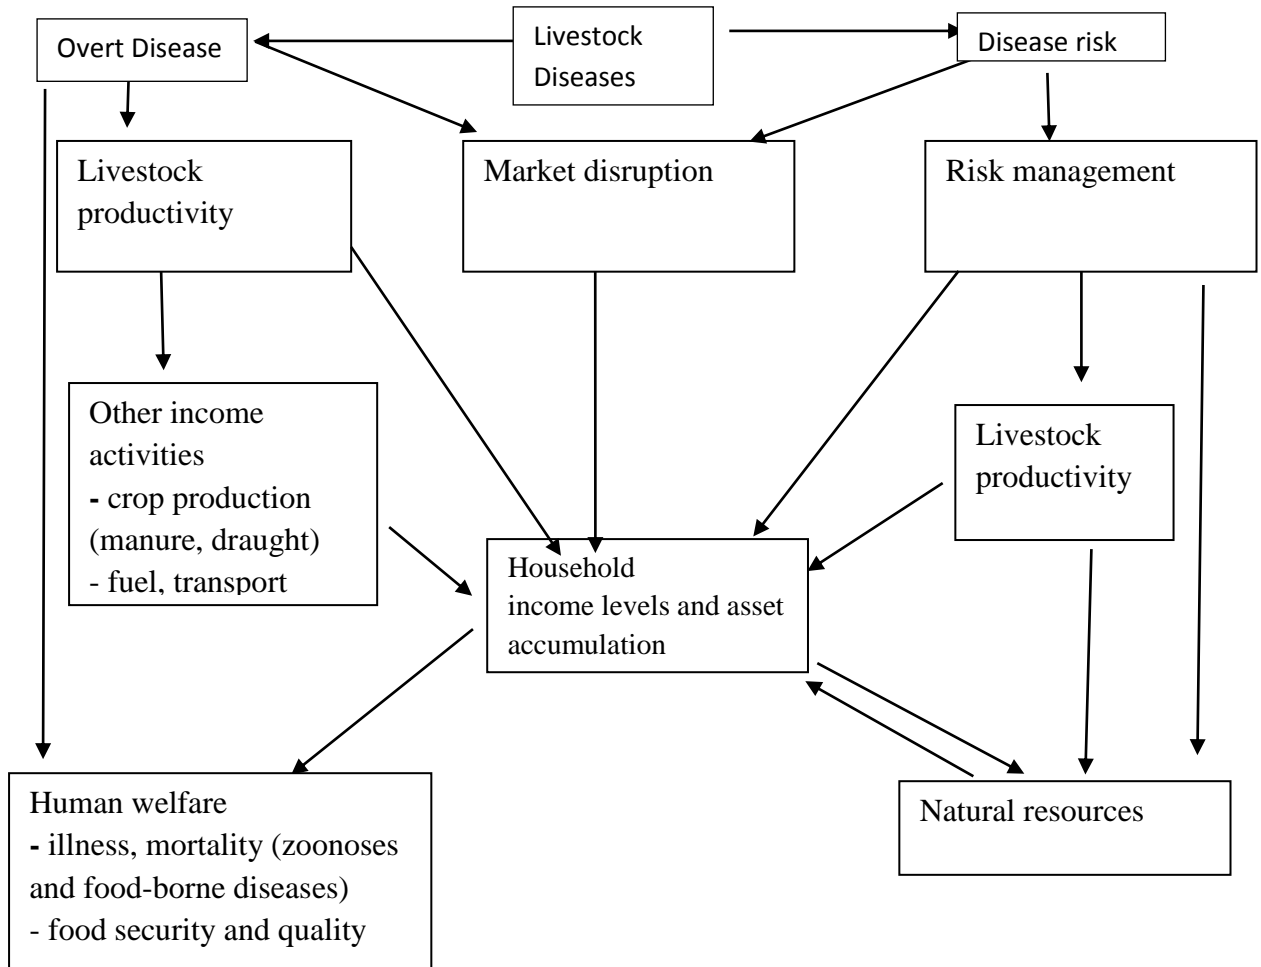 Overt Disease
Livestock
Diseases
Disease risk
Livestock
productivity
Market disruption
Risk management
Other income
activities
- crop production
(manure, draught)
- fuel, transport
Livestock
productivity
Household
income levels and asset
accumulation
Human welfare
- illness, mortality (zoonoses
and food-borne diseases)
- food security and quality
Natural resources